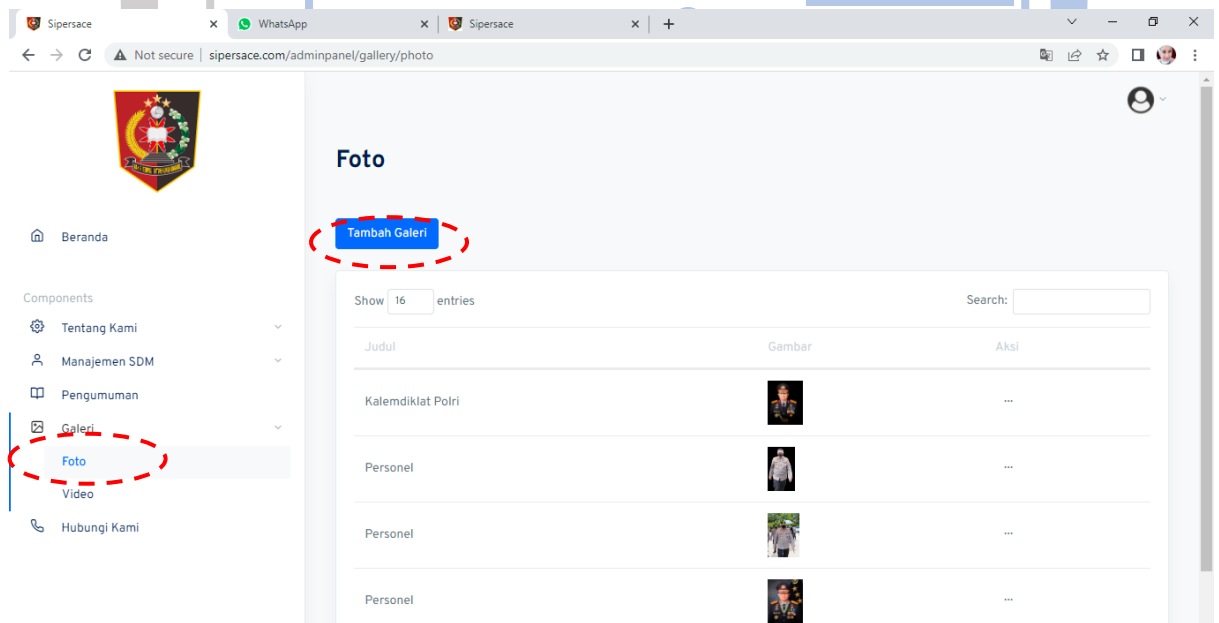 Sipersace
WhatsApp
Sipersace
Not secure | sipersace.com/adminpanel/gallery/photo
Foto
Tambah Galeri
Beranda
Components
Tentang Kami
Manajemen SDM
Pengumuman
Galeri
Foto
Video
Hubungi Kami
Show 16 entries
Search:
Judul Gambar Aksi
Kalemdiklat Polri ...
Personel ...
Personel ...
Personel ...